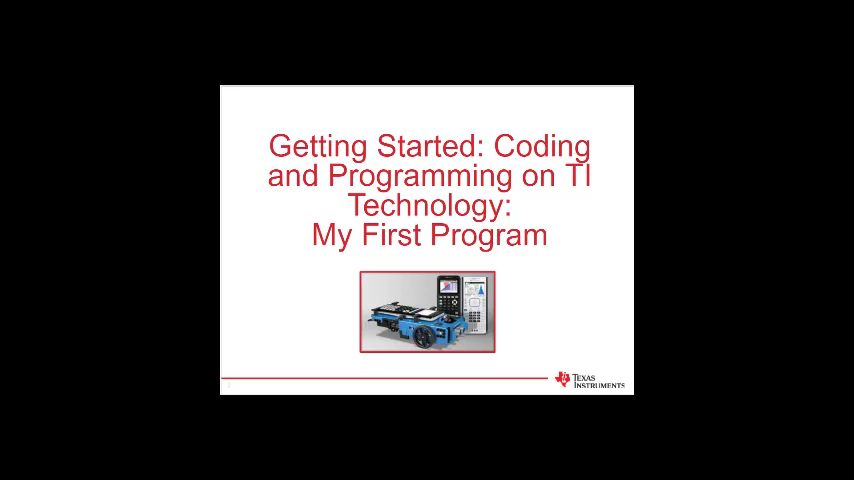 Getting Started: Coding
and Programming on TI
Technology:
My First Program
TEXAS
INSTRUMENTS